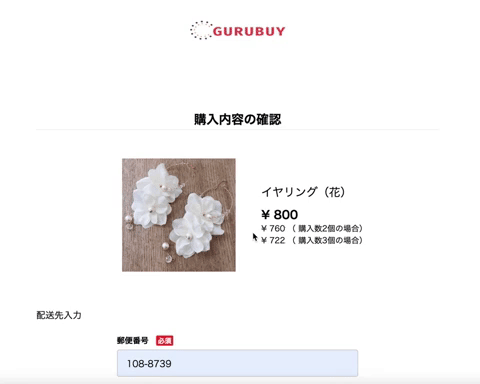 GURUBUY
購入内容の確認
イヤリング（花）
¥ 800
¥ 760 （ 購入数2個の場合）
¥ 722 （ 購入数3個の場合）
配送先入力
郵便番号 必須
108-8739